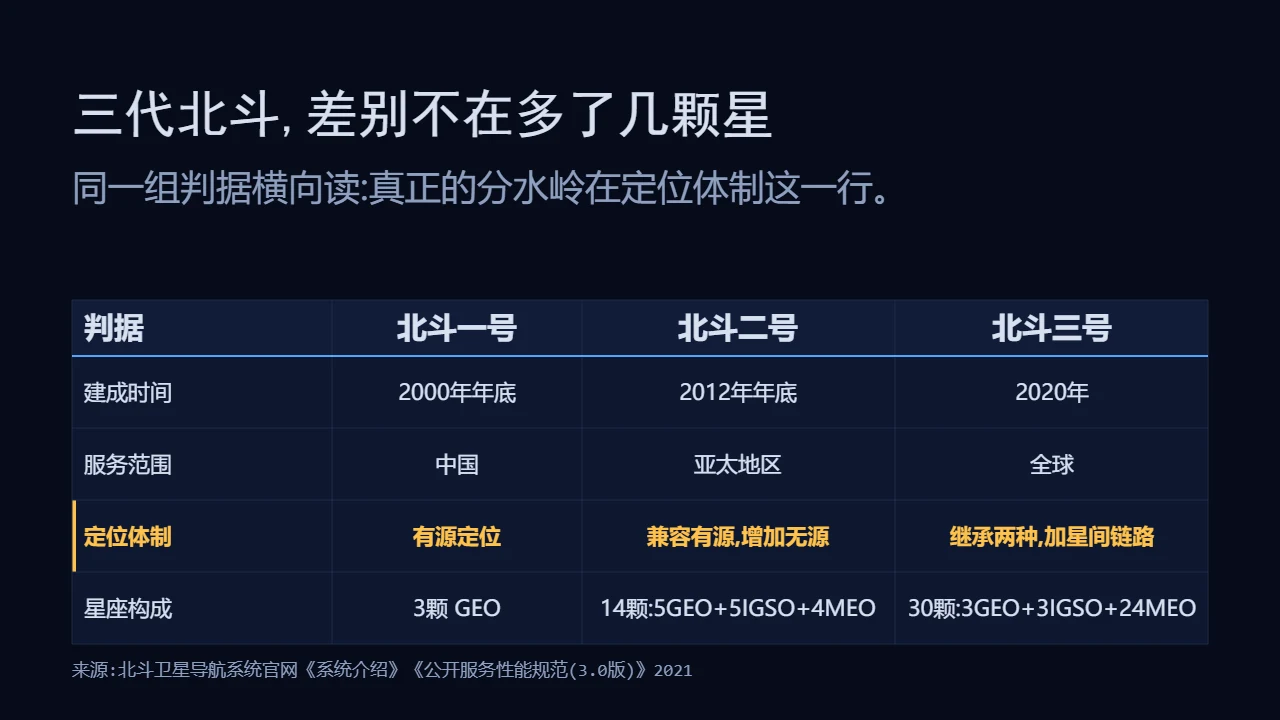 三代北斗,差别不在多了几颗星
同一组判据横向读:真正的分水岭在定位体制这一行。
判据 北斗一号 北斗二号 北斗三号
建成时间 2000年年底 2012年年底 2020年
服务范围 中国 亚太地区 全球
定位体制 有源定位 兼容有源,增加无源 继承两种,加星间链路
星座构成 3颗 GEO 14颗:5GEO+5IGSO+4MEO 30颗:3GEO+3IGSO+24MEO
来源:北斗卫星导航系统官网《系统介绍》《公开服务性能规范(3.0版)》2021